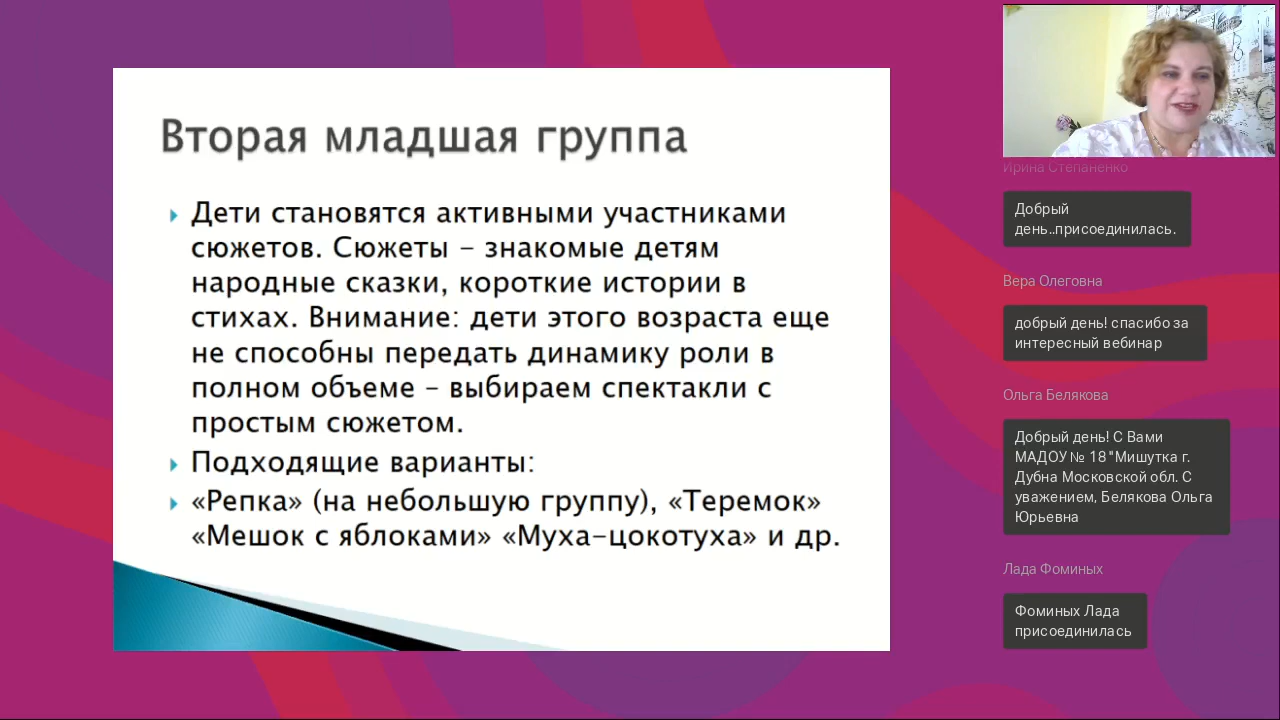 Вторая младшая группа
Дети становятся активными участниками
сюжетов. Сюжеты – знакомые детям
народные сказки, короткие истории в
стихах. Внимание: дети этого возраста еще
не способны передать динамику роли в
полном объеме – выбираем спектакли с
простым сюжетом.
Подходящие варианты:
«Репка» (на небольшую группу), «Теремок»
«Мешок с яблоками» «Муха-цокотуха» и др.
Ирина Степаненко
Добрый
день..присоединилась.
Вера Олеговна
добрый день! спасибо за
интересный вебинар
Ольга Белякова
Добрый день! С Вами
МАДОУ № 18 "Мишутка г.
Дубна Московской обл. С
уважением, Белякова Ольга
Юрьевна
Лада Фоминых
Фоминых Лада
присоединилась